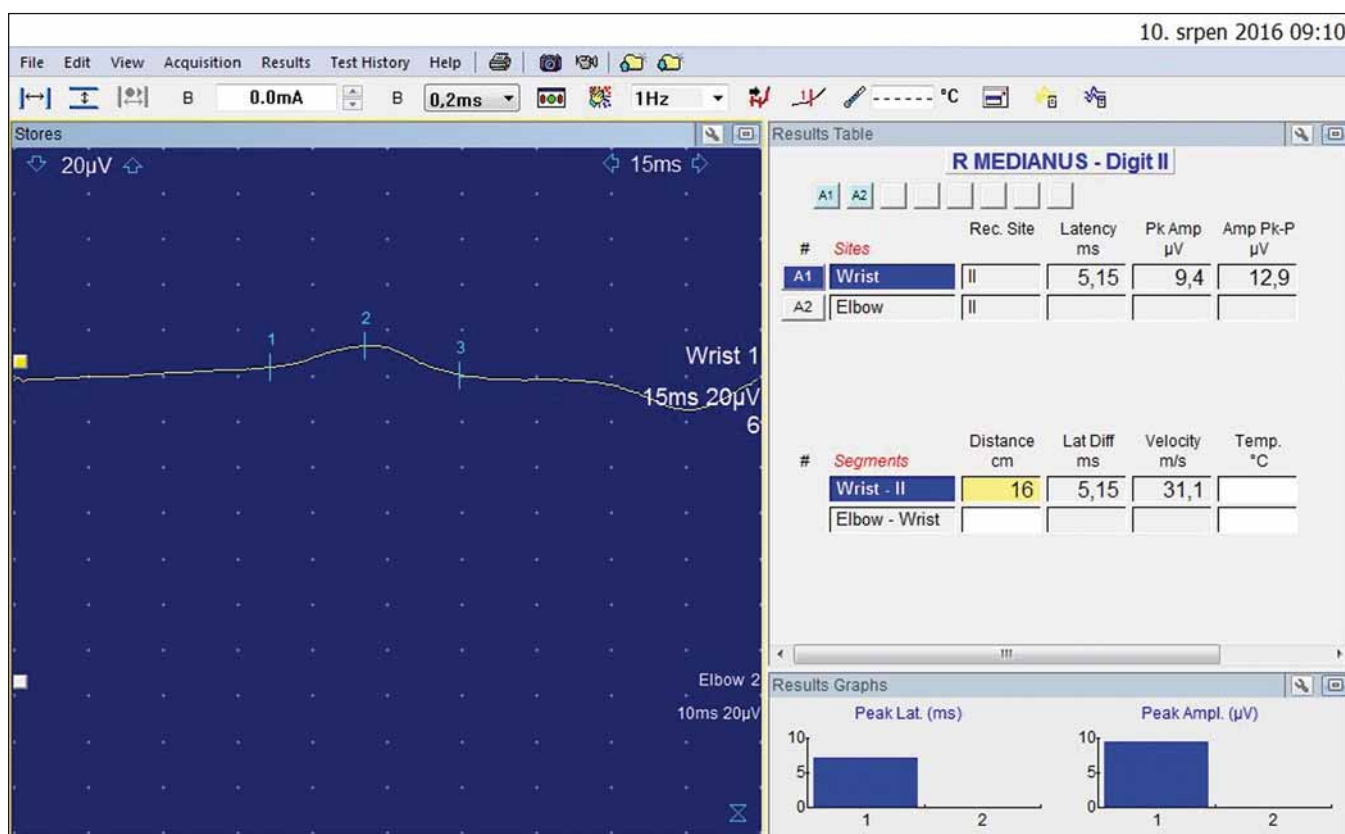 10. srpen 2016 09:10
File Edit View Acquisition Results Test History Help
B 0.0mA B 0,2ms 1Hz ------ °C
Stores
20µV 15ms
1
2
3
Wrist 1
15ms 20µV
6
Elbow 2
10ms 20µV
Results Table
R MEDIANUS - Digit II
A1 A2
# Sites Rec. Site Latency ms Pk Amp µV Amp Pk-P µV
A1 Wrist II 5,15 9,4 12,9
A2 Elbow II
# Segments Distance cm Lat Diff ms Velocity m/s Temp. °C
Wrist - II 16 5,15 31,1
Elbow - Wrist
Results Graphs
Peak Lat. (ms) Peak Ampl. (µV)
10 10
5 5
0 0
1 2 1 2